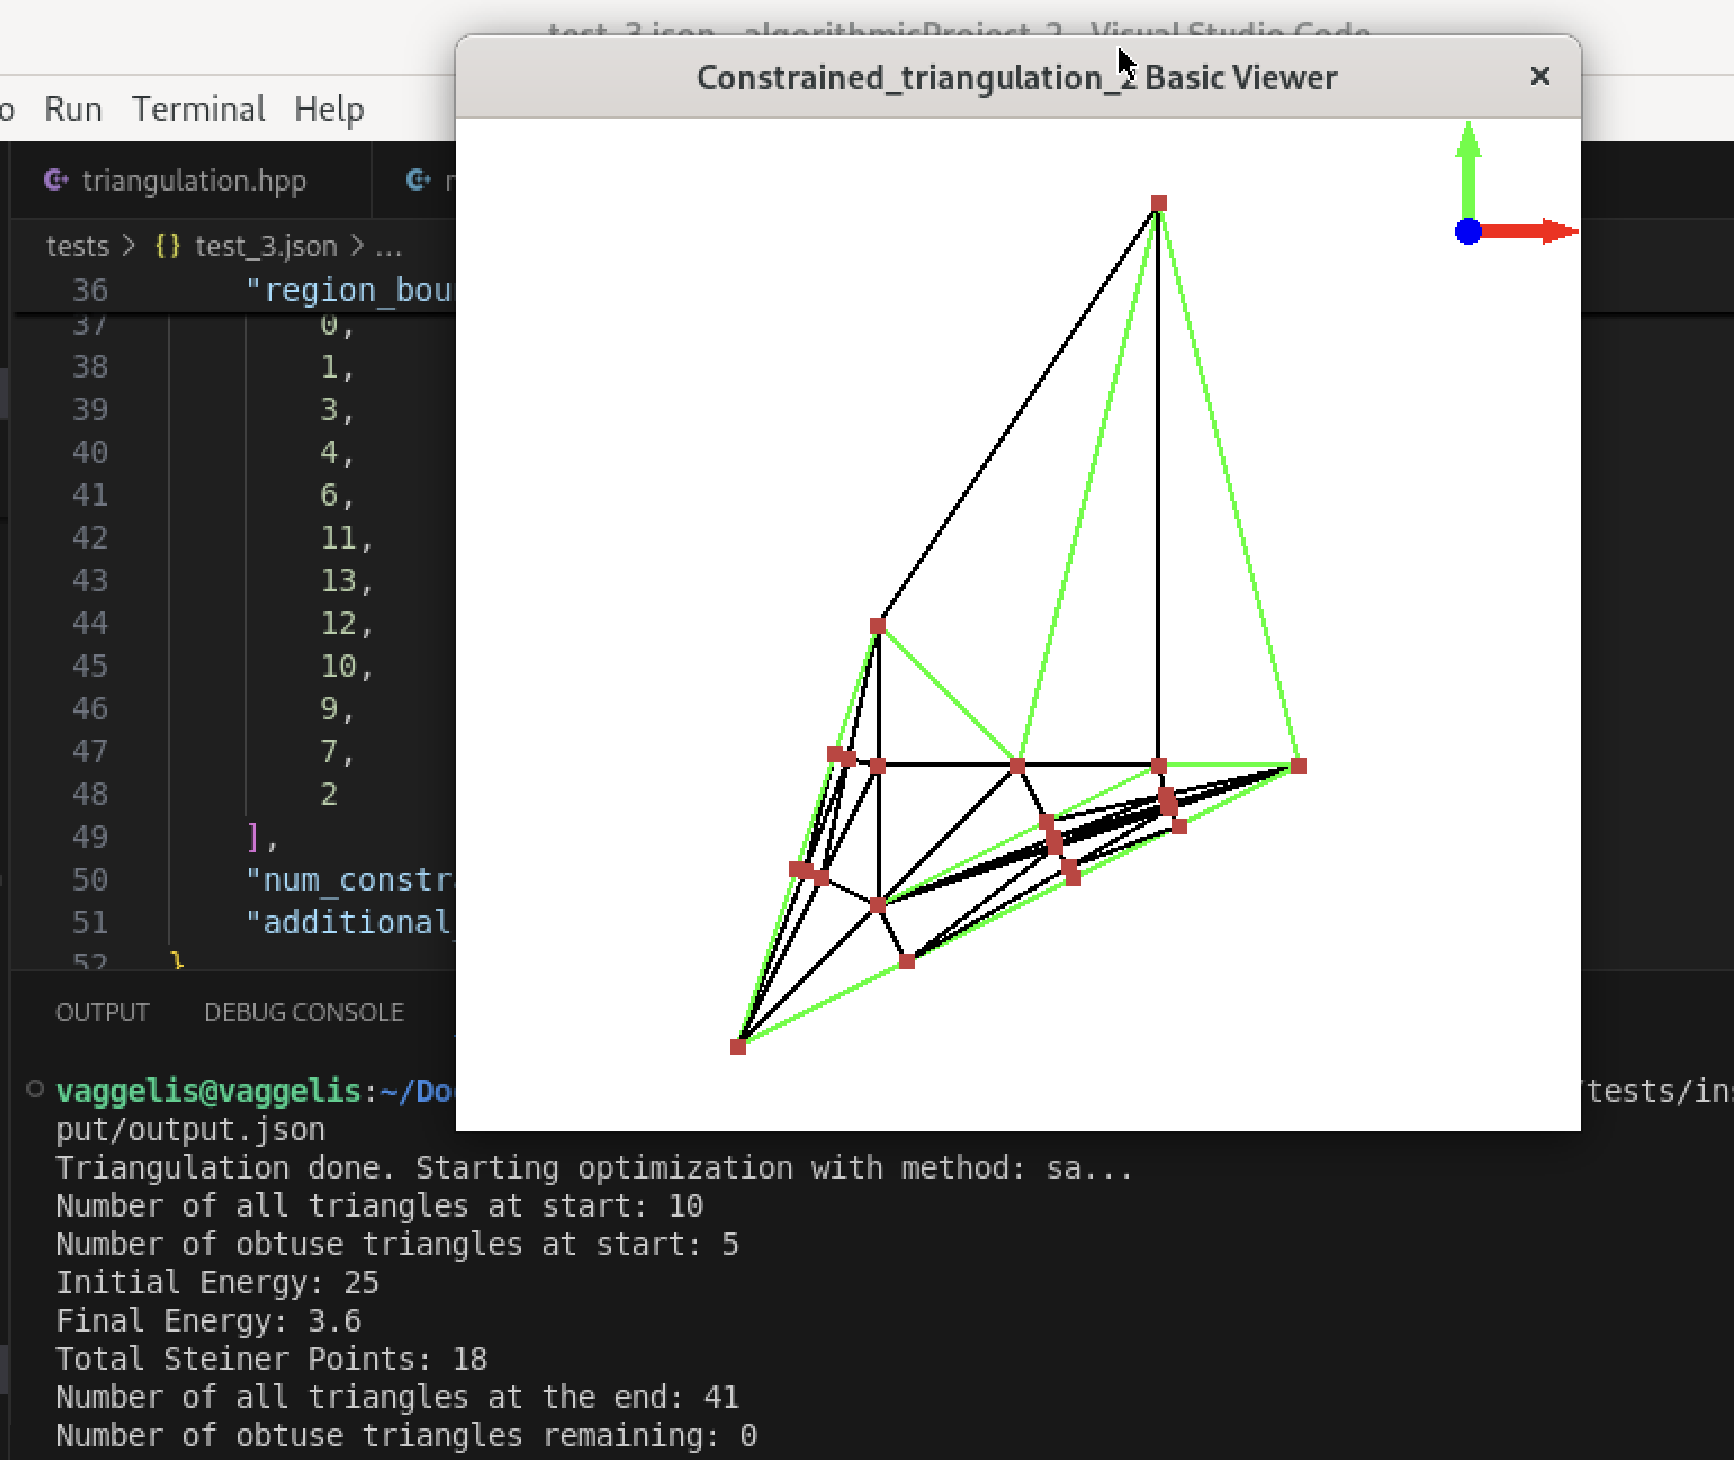 test_3.json - algorithmicProject_2 - Visual Studio Code
Constrained_triangulation_2 Basic Viewer
o Run Terminal Help
triangulation.hpp
tests > {} test_3.json > ...
36 "region_bou
37 0,
38 1,
39 3,
40 4,
41 6,
42 11,
43 13,
44 12,
45 10,
46 9,
47 7,
48 2
49 ],
50 "num_constr
51 "additional_
52 }
OUTPUT DEBUG CONSOLE
vaggelis@vaggelis:~/Do /tests/ins
put/output.json
Triangulation done. Starting optimization with method: sa...
Number of all triangles at start: 10
Number of obtuse triangles at start: 5
Initial Energy: 25
Final Energy: 3.6
Total Steiner Points: 18
Number of all triangles at the end: 41
Number of obtuse triangles remaining: 0